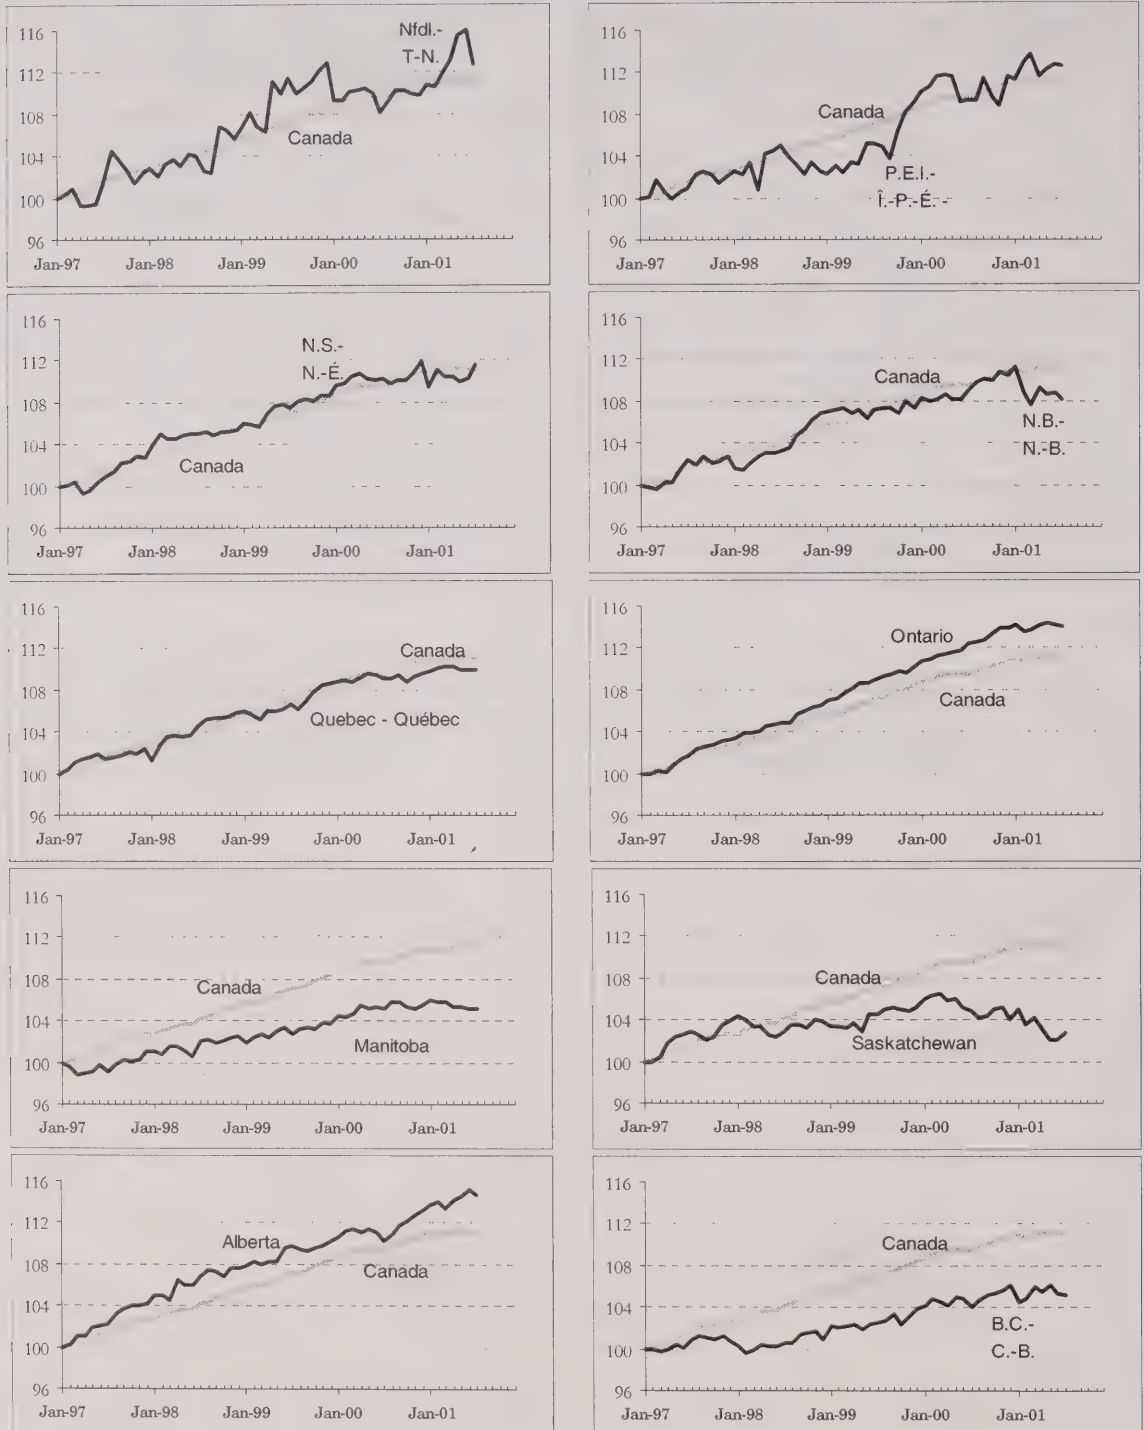 116
112
108
104
100
96
Nfdl.-
T-N.
Canada
Jan-97 Jan-98 Jan-99 Jan-00 Jan-01
116
112
108
104
100
96
Canada
P.E.I.-
Î.-P.-É. -
Jan-97 Jan-98 Jan-99 Jan-00 Jan-01
116
112
108
104
100
96
N.S.-
N.-É.
Canada
Jan-97 Jan-98 Jan-99 Jan-00 Jan-01
116
112
108
104
100
96
Canada
N.B.-
N.-B.
Jan-97 Jan-98 Jan-99 Jan-00 Jan-01
116
112
108
104
100
96
Canada
Quebec - Québec
Jan-97 Jan-98 Jan-99 Jan-00 Jan-01
116
112
108
104
100
96
Ontario
Canada
Jan-97 Jan-98 Jan-99 Jan-00 Jan-01
116
112
108
104
100
96
Canada
Manitoba
Jan-97 Jan-98 Jan-99 Jan-00 Jan-01
116
112
108
104
100
96
Canada
Saskatchewan
Jan-97 Jan-98 Jan-99 Jan-00 Jan-01
116
112
108
104
100
96
Alberta
Canada
Jan-97 Jan-98 Jan-99 Jan-00 Jan-01
116
112
108
104
100
96
Canada
B.C.-
C.-B.
Jan-97 Jan-98 Jan-99 Jan-00 Jan-01